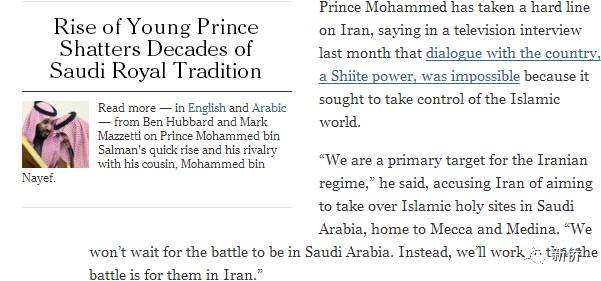 Rise of Young Prince
Shatters Decades of
Saudi Royal Tradition
Read more — in English and Arabic
— from Ben Hubbard and Mark
Mazzetti on Prince Mohammed bin
Salman's quick rise and his rivalry
with his cousin, Mohammed bin
Nayef.
Prince Mohammed has taken a hard line
on Iran, saying in a television interview
last month that dialogue with the country,
a Shiite power, was impossible because it
sought to take control of the Islamic
world.
“We are a primary target for the Iranian
regime,” he said, accusing Iran of aiming
to take over Islamic holy sites in Saudi
Arabia, home to Mecca and Medina. “We
won’t wait for the battle to be in Saudi Arabia. Instead, we’ll work the
battle is for them in Iran.”
新侨